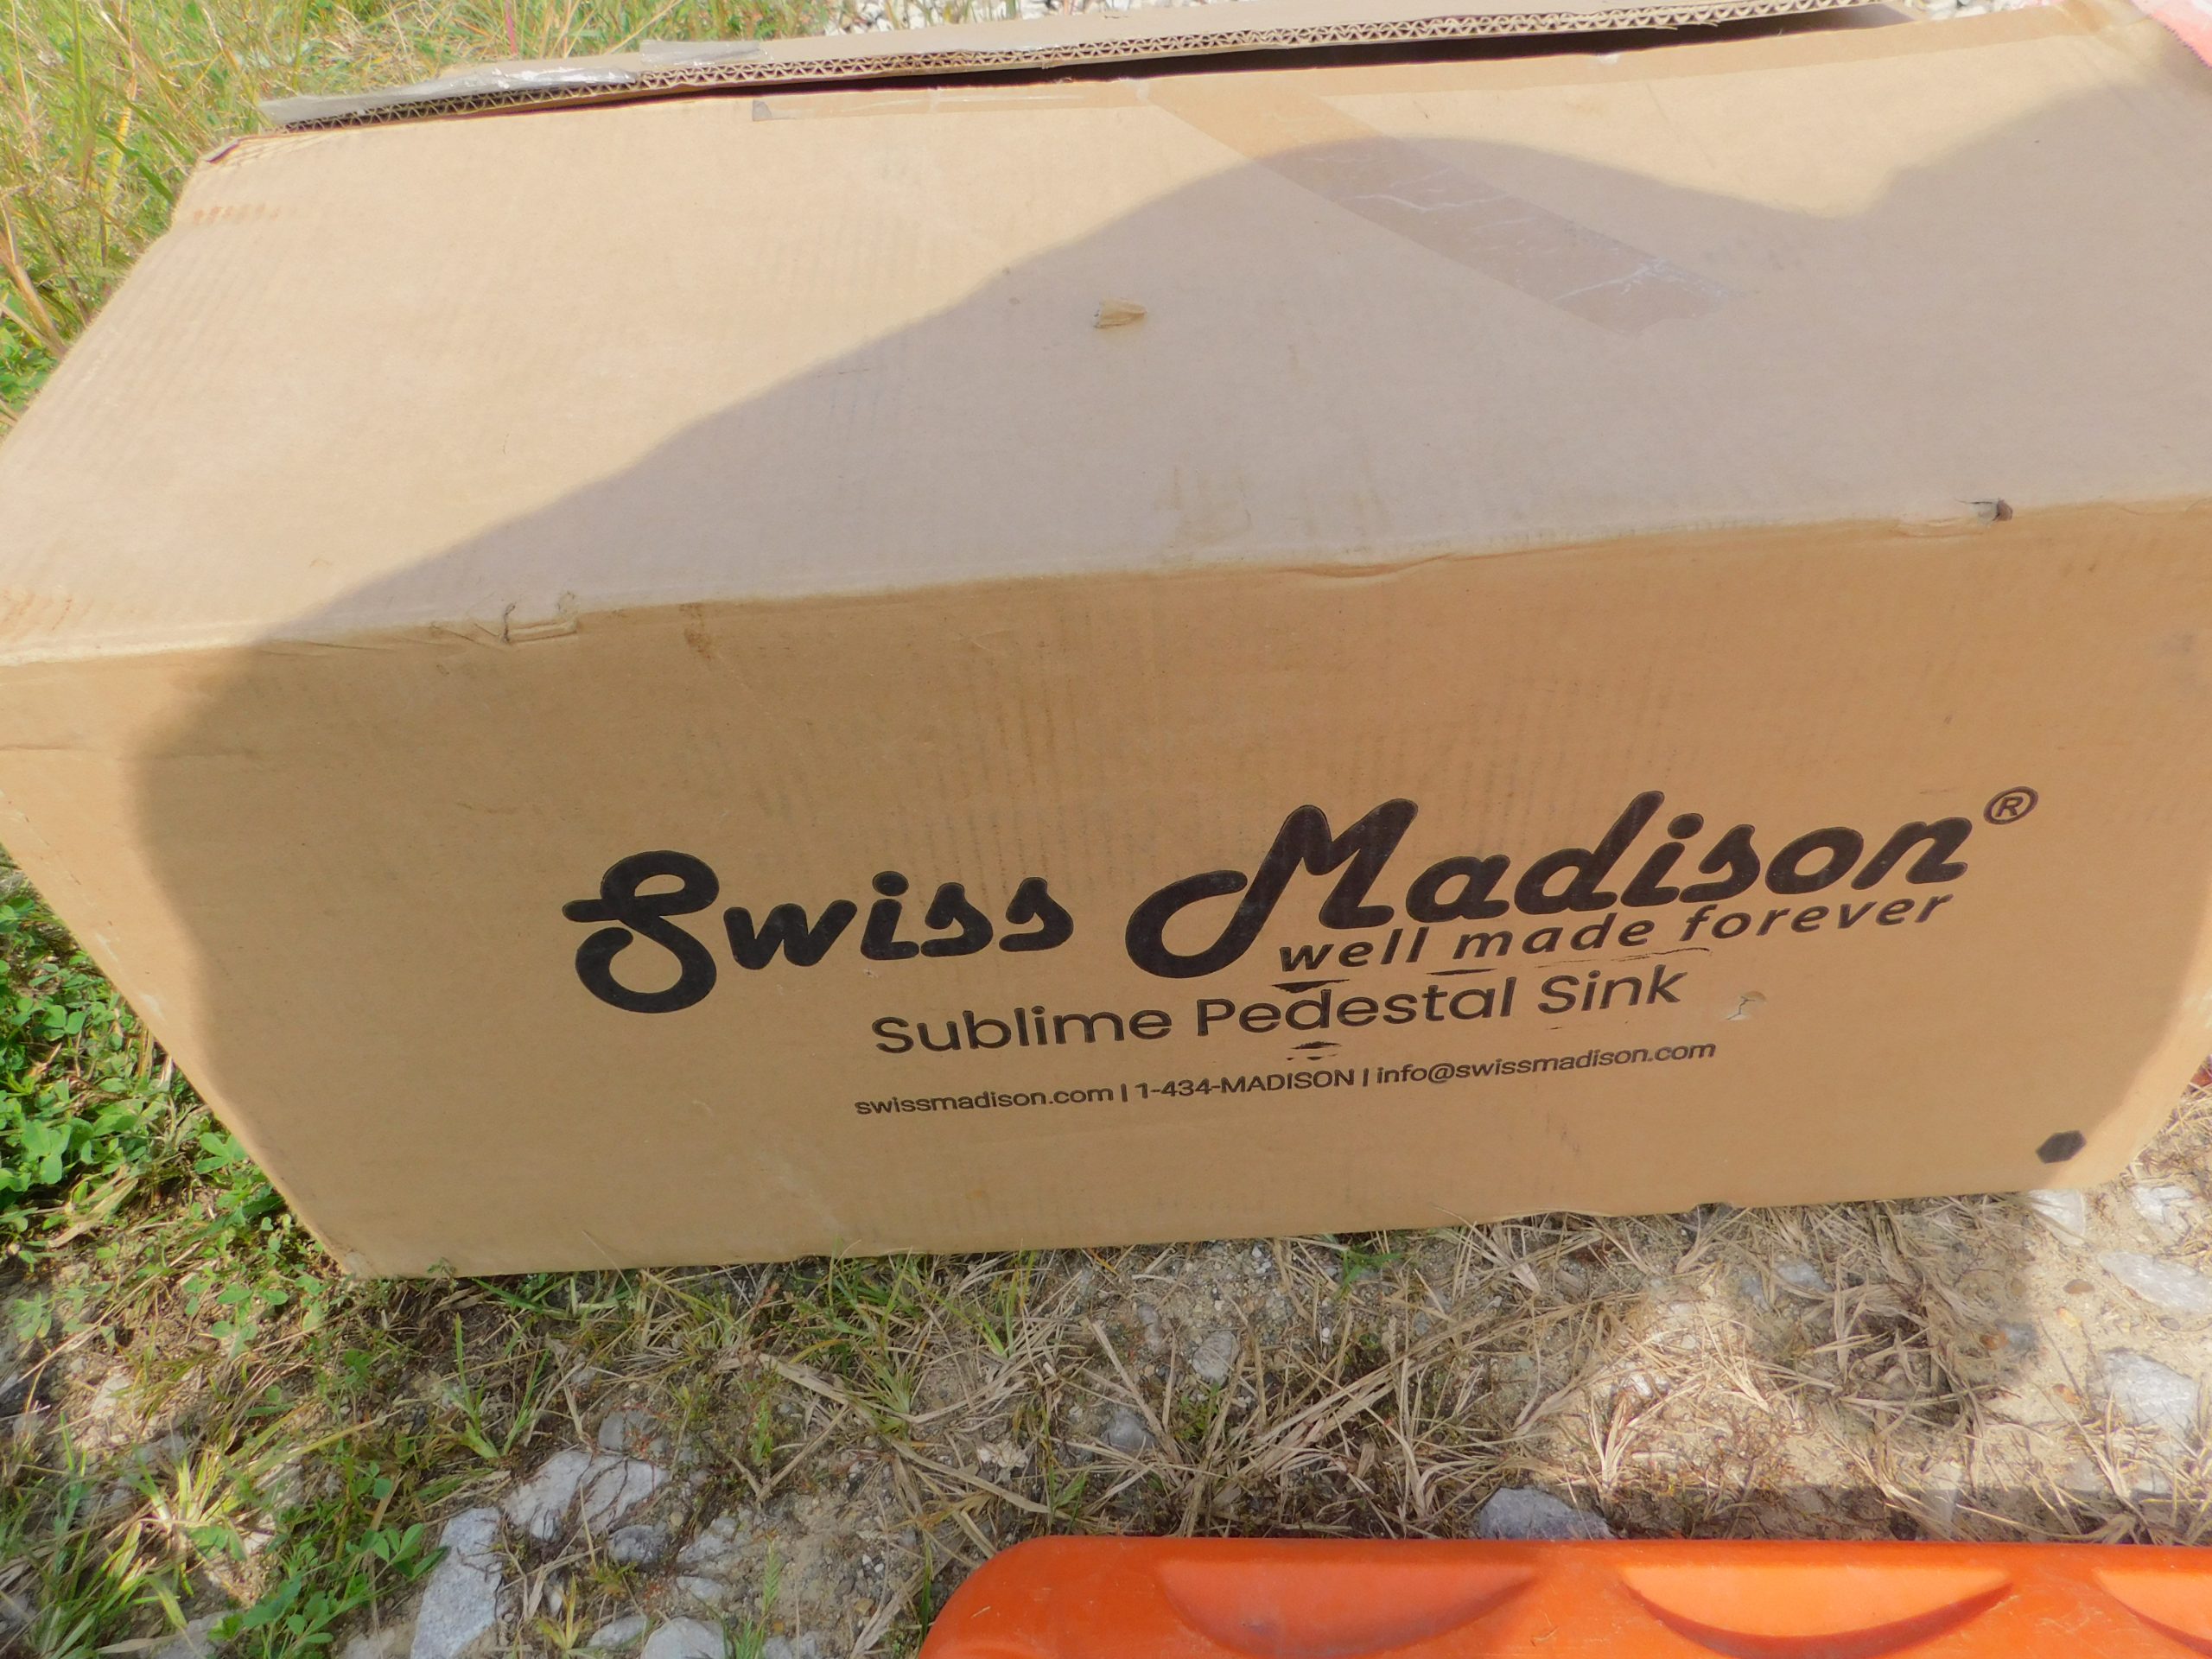 Swiss Madison®
well made forever
Sublime Pedestal Sink
swissmadison.com | 1-434-MADISON | info@swissmadison.com